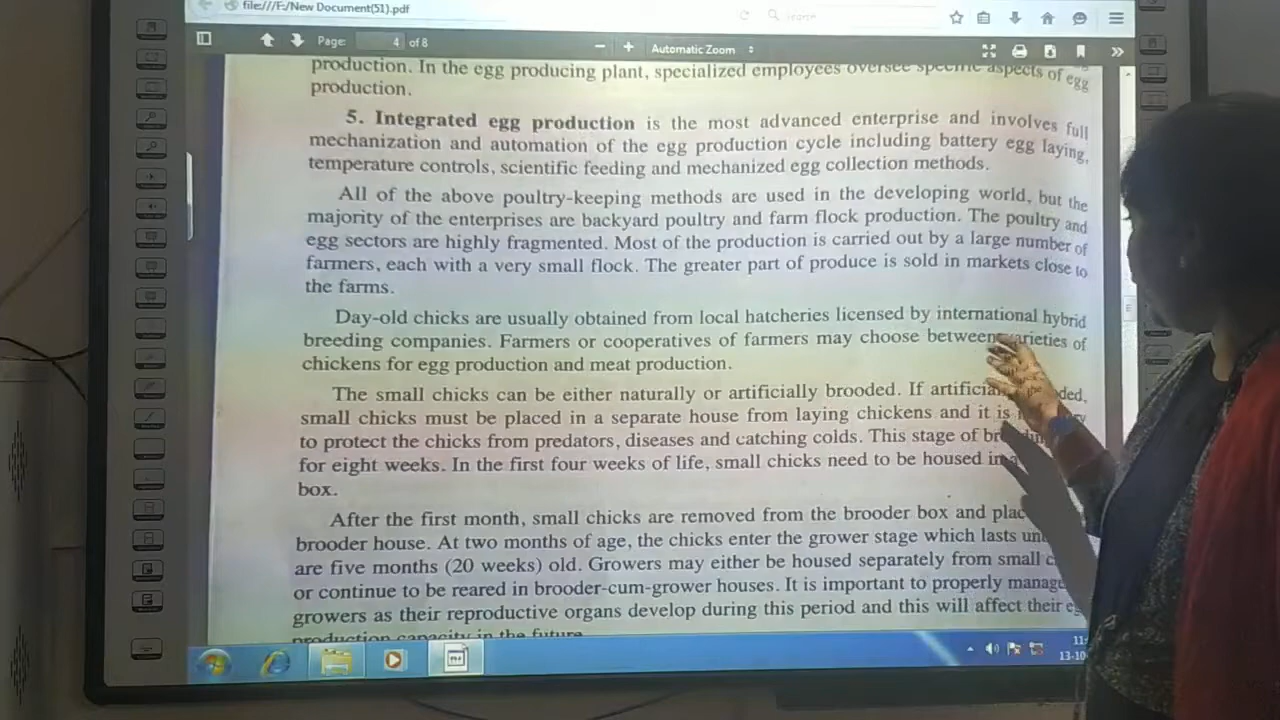 file:///F:/New Document(51).pdf
Search
Page: 4 of 8
Automatic Zoom
production. In the egg producing plant, specialized employees oversee specific aspects of egg
production.
5. Integrated egg production is the most advanced enterprise and involves full
mechanization and automation of the egg production cycle including battery egg laying,
temperature controls, scientific feeding and mechanized egg collection methods.
All of the above poultry-keeping methods are used in the developing world, but the
majority of the enterprises are backyard poultry and farm flock production. The poultry and
egg sectors are highly fragmented. Most of the production is carried out by a large number of
farmers, each with a very small flock. The greater part of produce is sold in markets close to
the farms.
Day-old chicks are usually obtained from local hatcheries licensed by international hybrid
breeding companies. Farmers or cooperatives of farmers may choose between varieties of
chickens for egg production and meat production.
The small chicks can be either naturally or artificially brooded. If
small chicks must be placed in a separate house from laying chickens and it is
to protect the chicks from predators, diseases and catching colds. This stage of
for eight weeks. In the first four weeks of life, small chicks need to be housed in
box.
After the first month, small chicks are removed from the brooder box and
brooder house. At two months of age, the chicks enter the grower stage which lasts
are five months (20 weeks) old. Growers may either be housed separately from small
or continue to be reared in brooder-cum-grower houses. It is important to properly manage
growers as their reproductive organs develop during this period and this will affect their
production capacity in the future